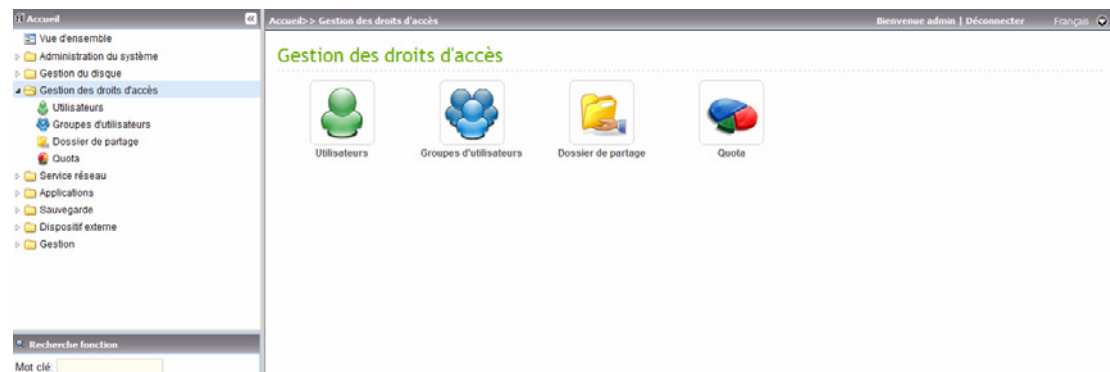 Accueil
Accueil>> Gestion des droits d'accès
Bienvenue admin | Déconnecter
Français
Vue d'ensemble
Administration du système
Gestion du disque
Gestion des droits d'accès
Utilisateurs
Groupes d'utilisateurs
Dossier de partage
Quota
Service réseau
Applications
Sauvegarde
Dispositif externe
Gestion
Recherche fonction
Mot clé:
Gestion des droits d'accès
Utilisateurs
Groupes d'utilisateurs
Dossier de partage
Quota